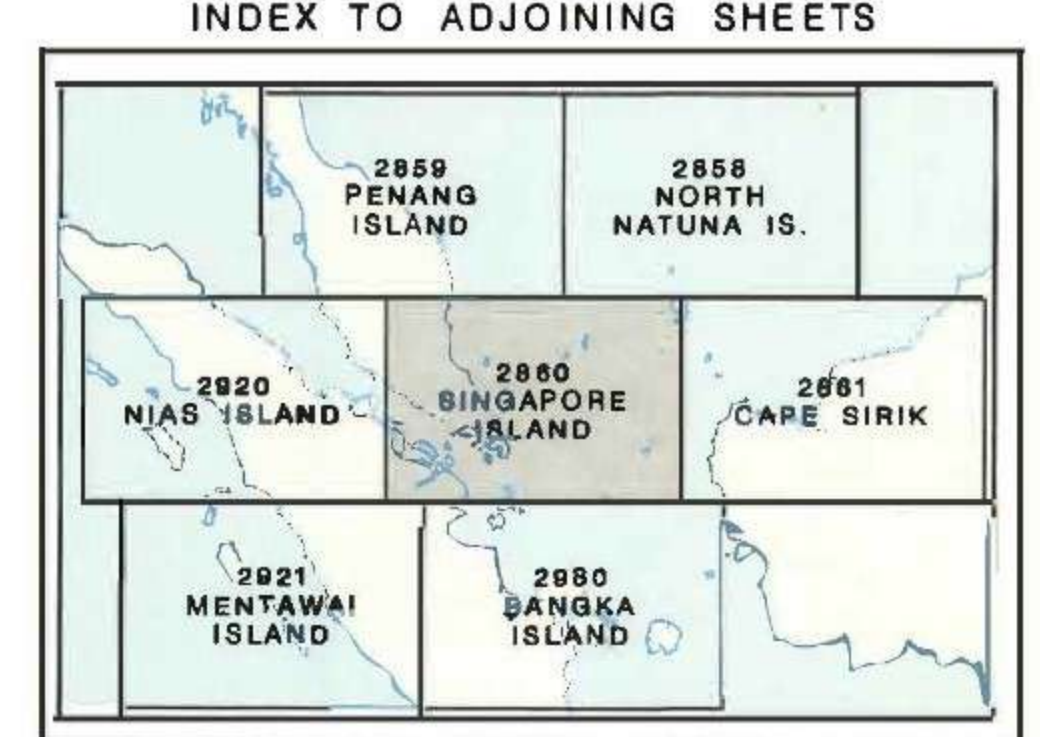 INDEX TO ADJOINING SHEETS
2859
PENANG
ISLAND
2858
NORTH
NATUNA IS.
2920
NIAS ISLAND
2860
SINGAPORE
ISLAND
2861
CAPE SIRIK
2921
MENTAWAI
ISLAND
2980
BANGKA
ISLAND